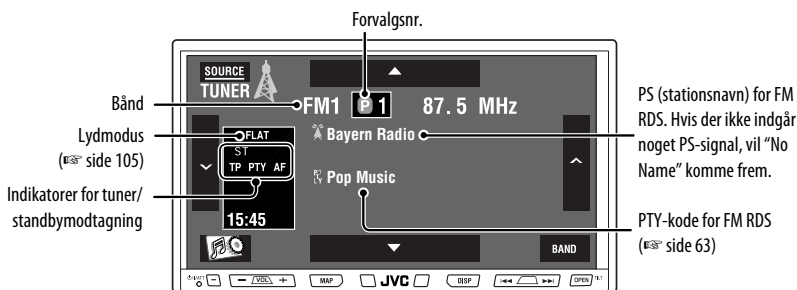 Forvalgsnr.
SOURCE
TUNER
Bånd
FM1 P 1 87.5 MHz
Lydmodus
(☞ side 105)
FLAT
ST
TP PTY AF
Indikatorer for tuner/
standbymodtagning
15:45
Bayern Radio
PTY Pop Music
PS (stationsnavn) for FM
RDS. Hvis der ikke indgår
noget PS-signal, vil "No
Name" komme frem.
PTY-kode for FM RDS
(☞ side 63)
BAND
ATT − − VOL + MAP JVC DISP OPEN TILT